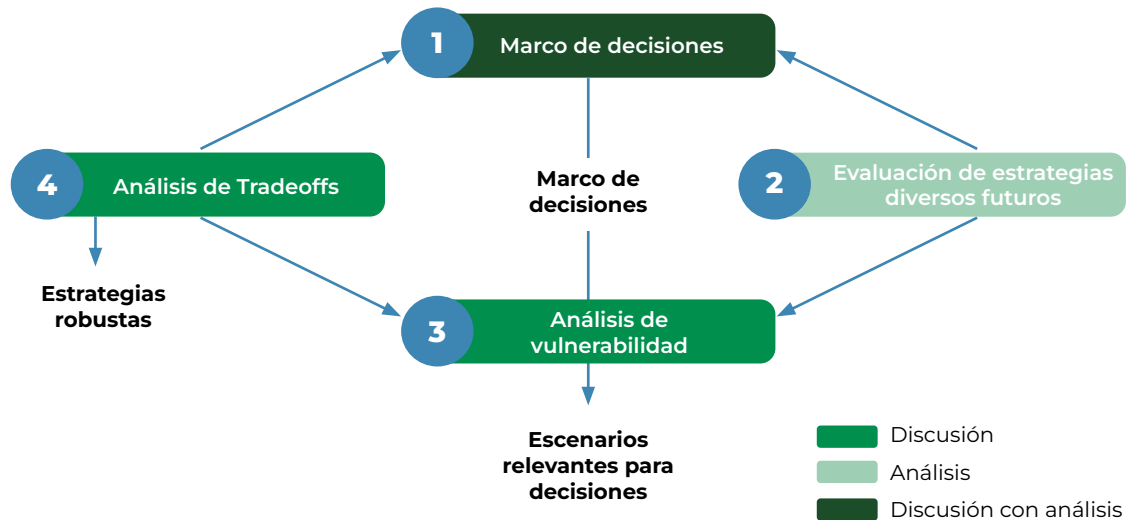 1
Marco de decisiones
4
Análisis de Tradeoffs
Marco de
decisiones
2
Evaluación de estrategias
diversos futuros
Estrategias
robustas
3
Análisis de
vulnerabilidad
Escenarios
relevantes para
decisiones
Discusión
Análisis
Discusión con análisis